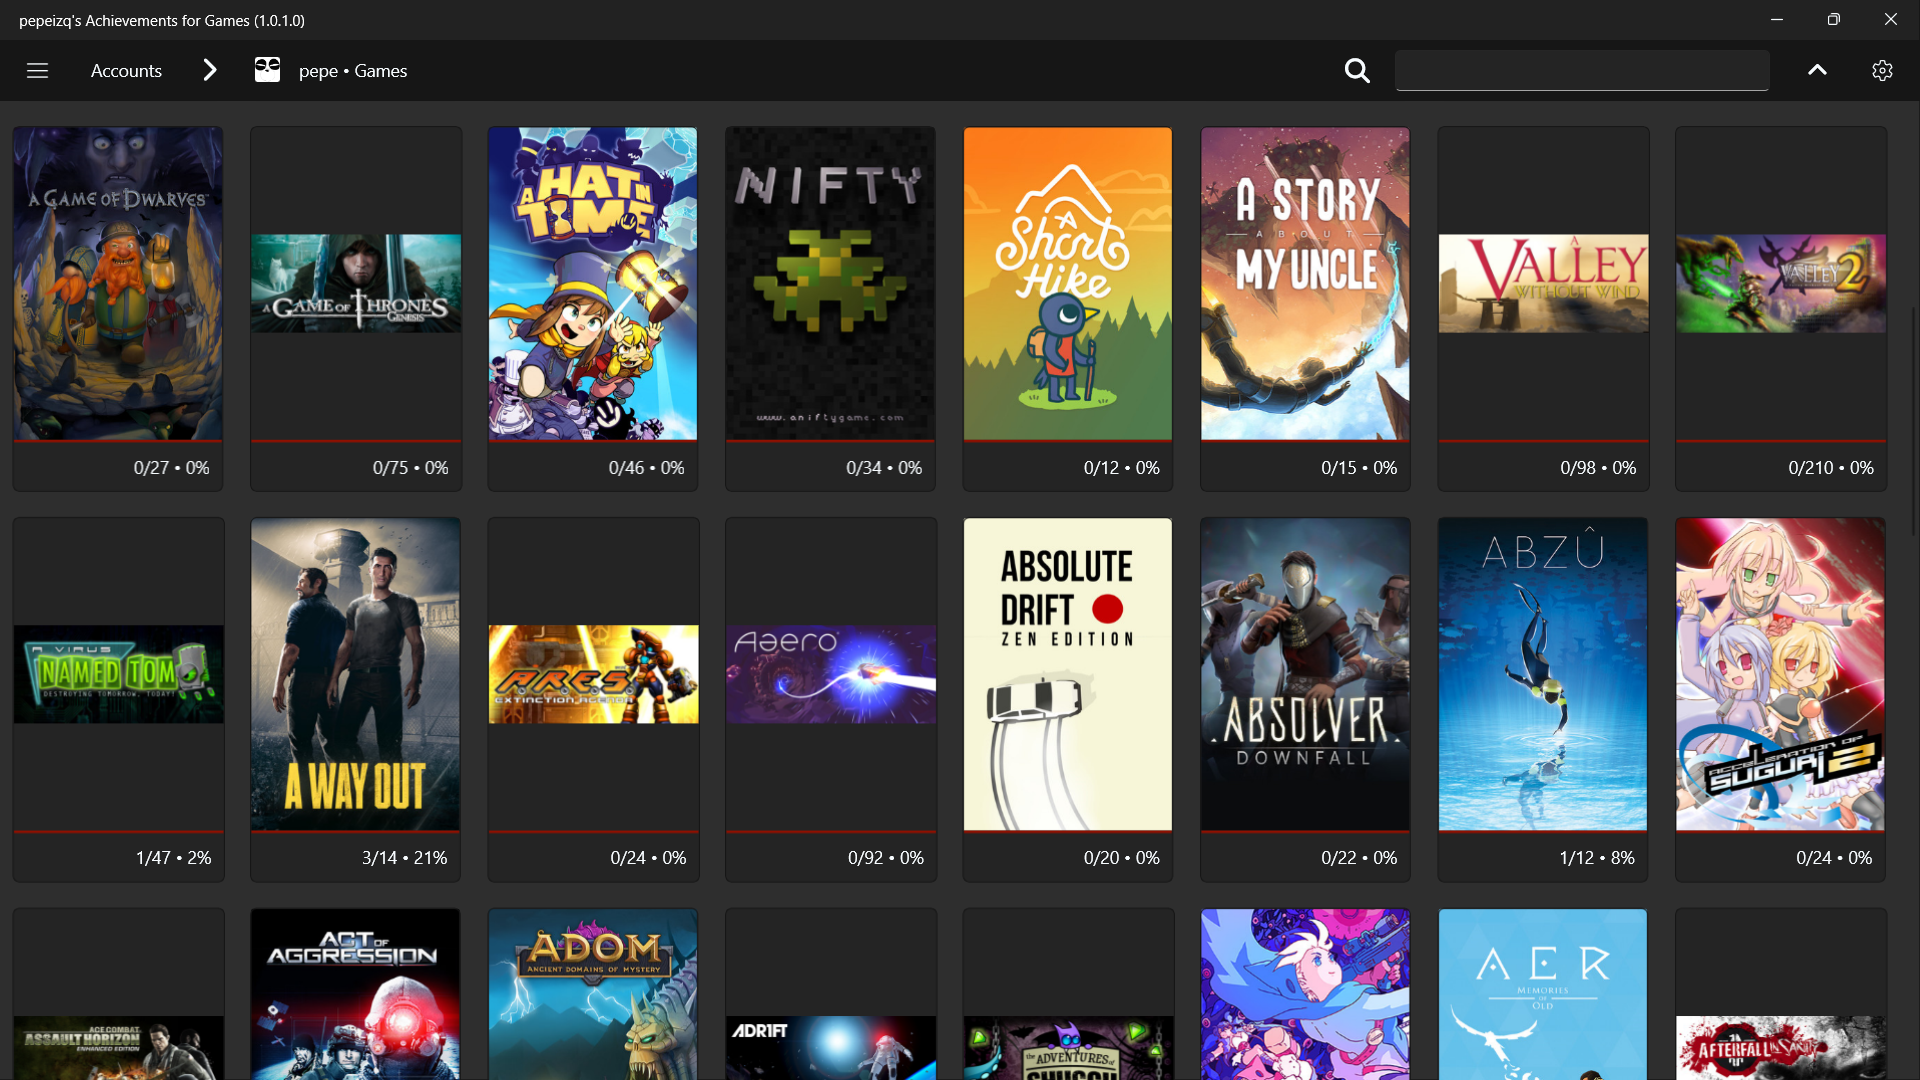 pepeizq's Achievements for Games (1.0.1.0)
Accounts
pepe • Games
A GAME OF DWARVES™
A GAME OF THRONES
GENESIS
A HAT IN
TIME
NIFTY
www.aniftygame.com
A
Short
Hike
A STORY
ABOUT
MY UNCLE
A
VALLEY
WITHOUT WIND
VALLEY 2
0/27 • 0%
0/75 • 0%
0/46 • 0%
0/34 • 0%
0/12 • 0%
0/15 • 0%
0/98 • 0%
0/210 • 0%
A VIRUS
NAMED TOM
DESTROYING TOMORROW, TODAY!
A WAY OUT
A.R.E.S.
EXTINCTION AGENDA
Aaero
ABSOLUTE
DRIFT
ZEN EDITION
ABSOLVER
DOWNFALL
ABZÛ
ACCELERATION OF
SUGURI 2
1/47 • 2%
3/14 • 21%
0/24 • 0%
0/92 • 0%
0/20 • 0%
0/22 • 0%
1/12 • 8%
0/24 • 0%
ACE COMBAT
ASSAULT HORIZON
ENHANCED EDITION
ACT OF
AGGRESSION
ADOM
ANCIENT DOMAINS OF MYSTERY
ADR1FT
the ADVENTURES of
SHUGGY
AER
MEMORIES
OF
OLD
AFTERFALL InSanity